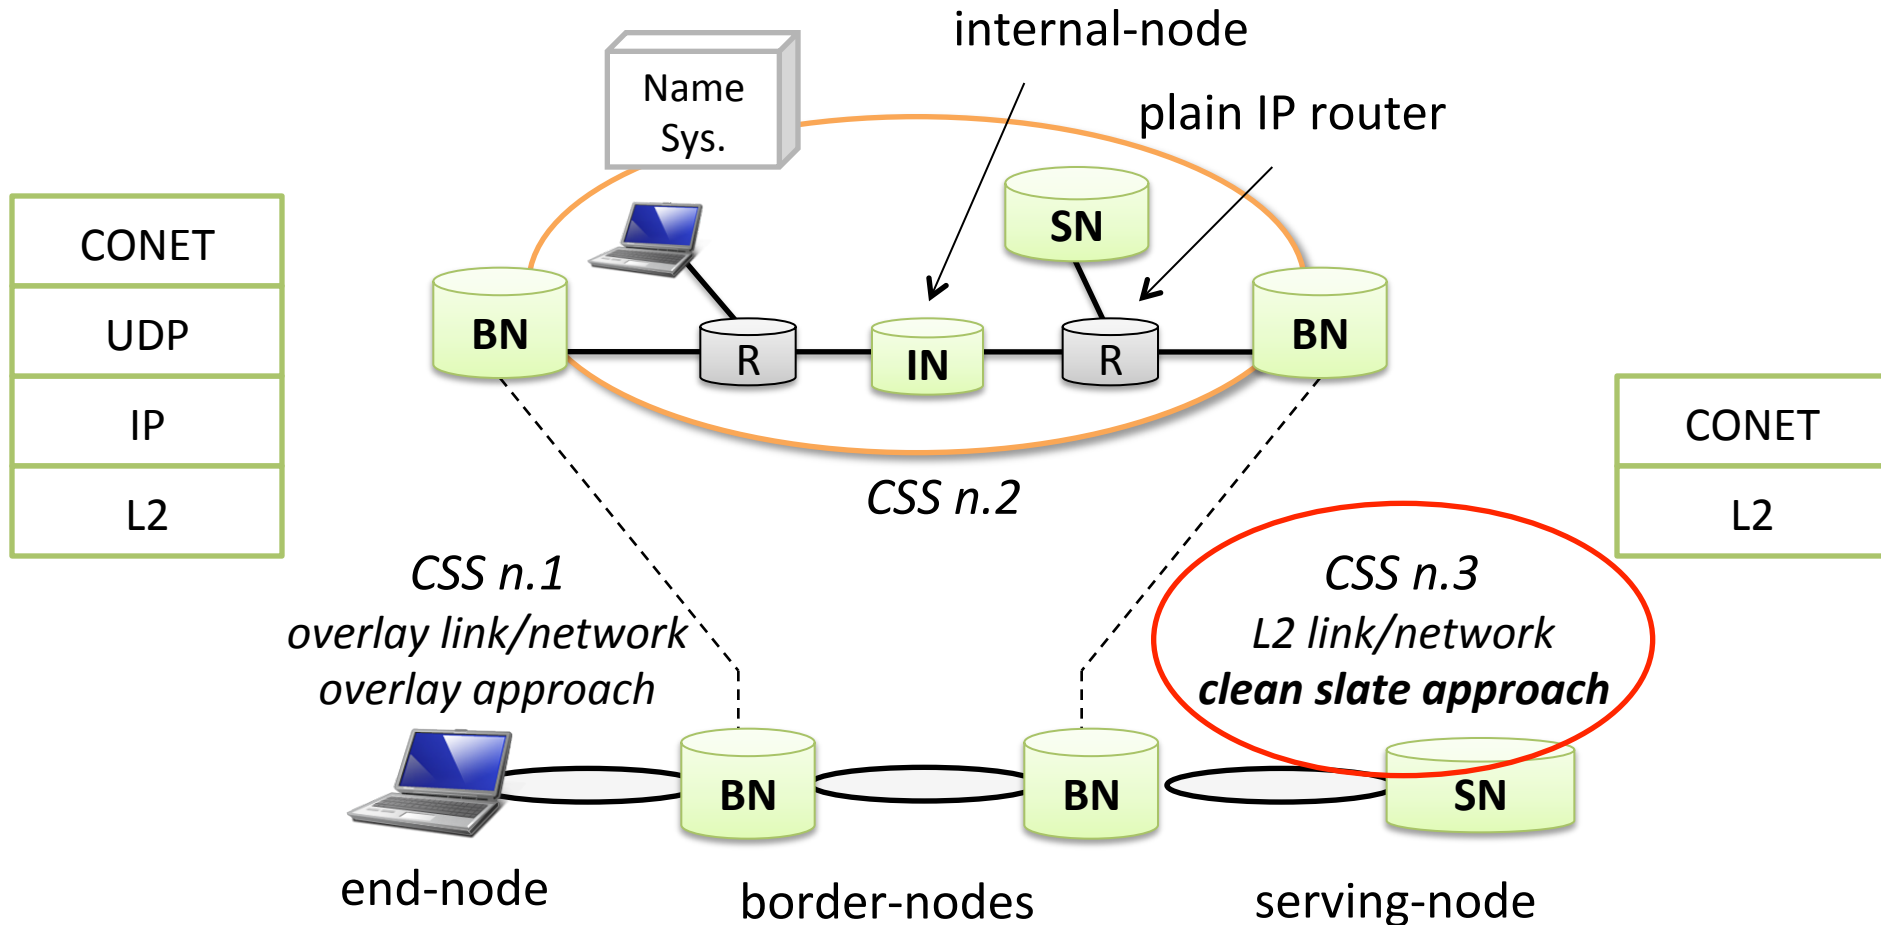 internal-node
Name
Sys.
plain IP router
CONET
UDP
IP
L2
SN
BN
R
IN
R
BN
CONET
L2
CSS n.2
CSS n.1
overlay link/network
overlay approach
CSS n.3
L2 link/network
clean slate approach
BN
BN
SN
end-node
border-nodes
serving-node